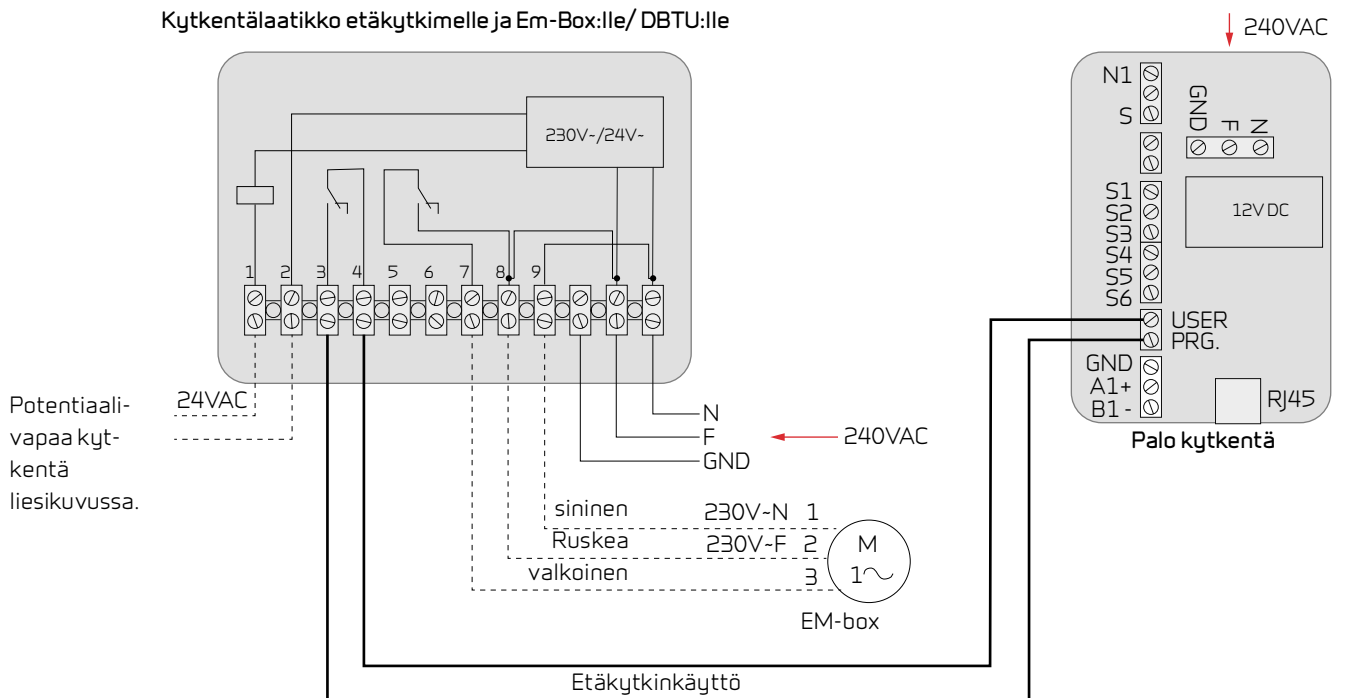 Kytkentälaatikko etäkytkimelle ja Em-Box:lle/ DBTU:lle
240VAC
230V~/24V~
1 2 3 4 5 6 7 8 9
N1
S
GND F N
S1
S2
S3
S4
S5
S6
12V DC
USER
PRG.
GND
A1+
B1 -
RJ45
Palo kytkentä
Potentiaali-
vapaa kyt-
kentä
liesikuvussa.
24VAC
N
F
GND
240VAC
sininen 230V~N 1
Ruskea 230V~F 2
valkoinen 3
M
1~
EM-box
Etäkytkinkäyttö